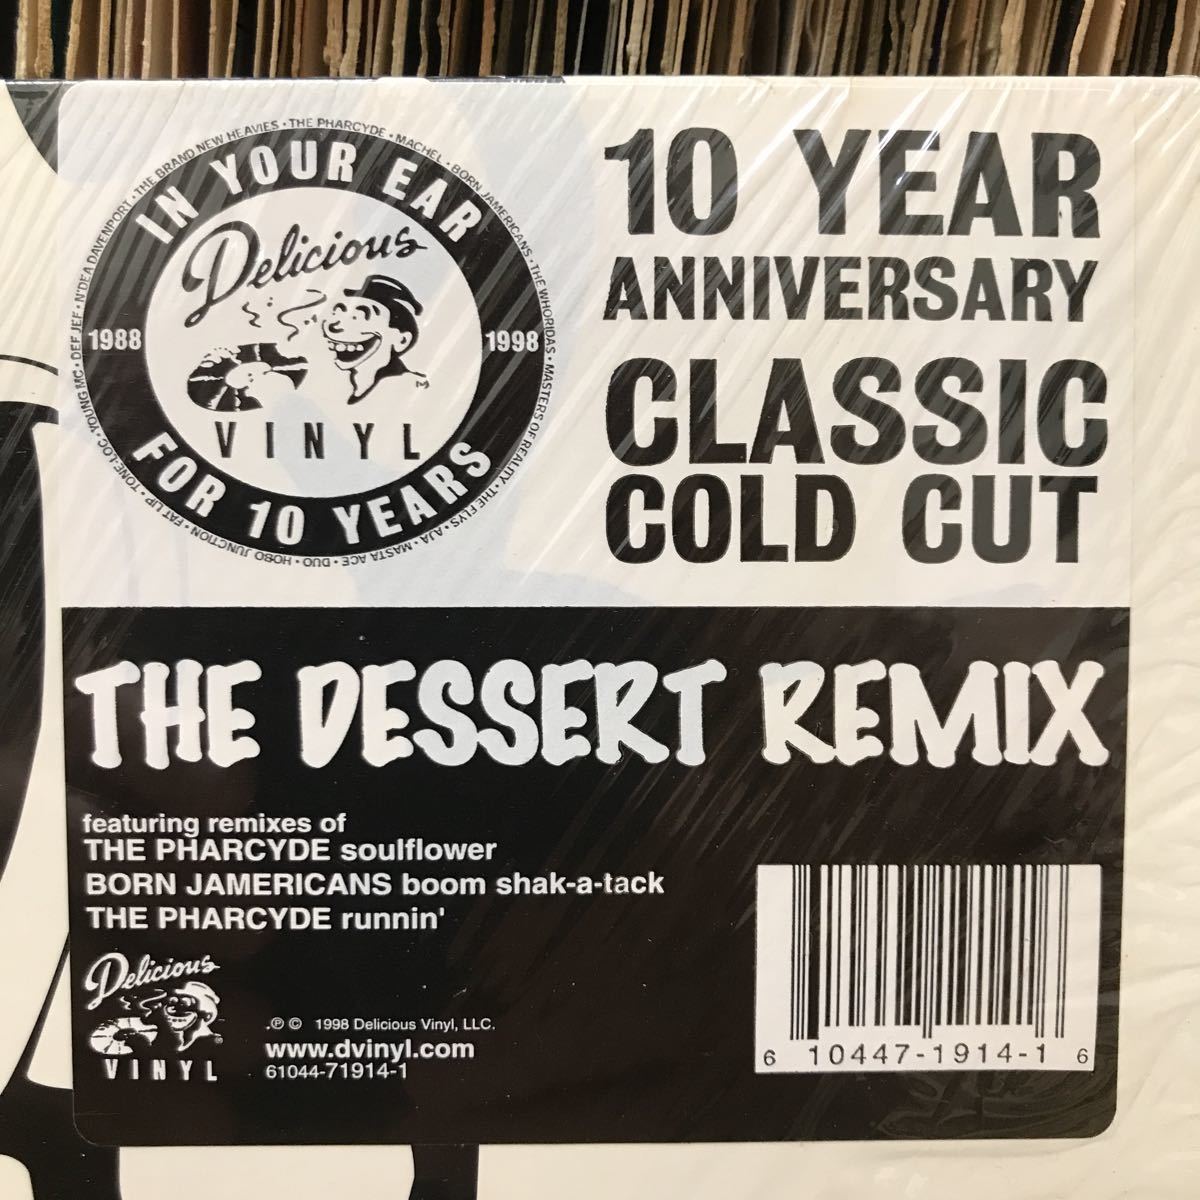 THE BRAND NEW HEAVIES • THE PHARCYDE • MACHEL • BORN JAMERICANS • THE WHORIDAS • MASTERS OF REALITY • THE FLYS • AJA • MASTA ACE • DUO • HOBO JUNCTION • FAT LIP • TONE-LOC • YOUNG MC • DEF JEF • N'DEA DAVENPORT •
IN YOUR EAR
Delicious
1988
1998
VINYL
FOR 10 YEARS
10 YEAR
ANNIVERSARY
CLASSIC
COLD CUT
THE DESSERT REMIX
featuring remixes of
THE PHARCYDE soulflower
BORN JAMERICANS boom shak-a-tack
THE PHARCYDE runnin'
Delicious
VINYL
℗ © 1998 Delicious Vinyl, LLC.
www.dvinyl.com
61044-71914-1
6 10447-1914-1 6